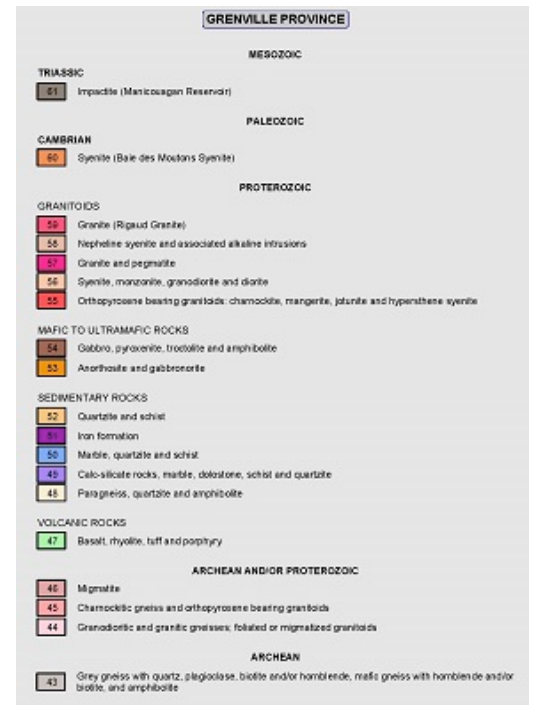 GRENVILLE PROVINCE
MESOZOIC
TRIASSIC
61 Impactite (Manicouagan Reservoir)
PALEOZOIC
CAMBRIAN
60 Syenite (Baie des Moutons Syenite)
PROTEROZOIC
GRANITOIDS
59 Granite (Rigaud Granite)
58 Nepheline syenite and associated alkaline intrusions
57 Granite and pegmatite
56 Syenite, monzonite, granodiorite and diorite
55 Orthopyroxene bearing granitoids: charnockite, mangerite, jotunite and hypersthene syenite
MAFIC TO ULTRAMAFIC ROCKS
54 Gabbro, pyroxenite, troctolite and amphibolite
53 Anorthosite and gabbronorite
SEDIMENTARY ROCKS
52 Quartzite and schist
51 Iron formation
50 Marble, quartzite and schist
49 Calc-silicate rocks, marble, dolostone, schist and quartzite
48 Paragneiss, quartzite and amphibolite
VOLCANIC ROCKS
47 Basalt, rhyolite, tuff and porphyry
ARCHEAN AND/OR PROTEROZOIC
46 Migmatite
45 Charnockitic gneiss and orthopyroxene bearing granitoids
44 Granodioritic and granitic gneisses; foliated or migmatized granitoids
ARCHEAN
43 Grey gneiss with quartz, plagioclase, biotite and/or hornblende, mafic gneiss with hornblende and/or
biotite, and amphibolite